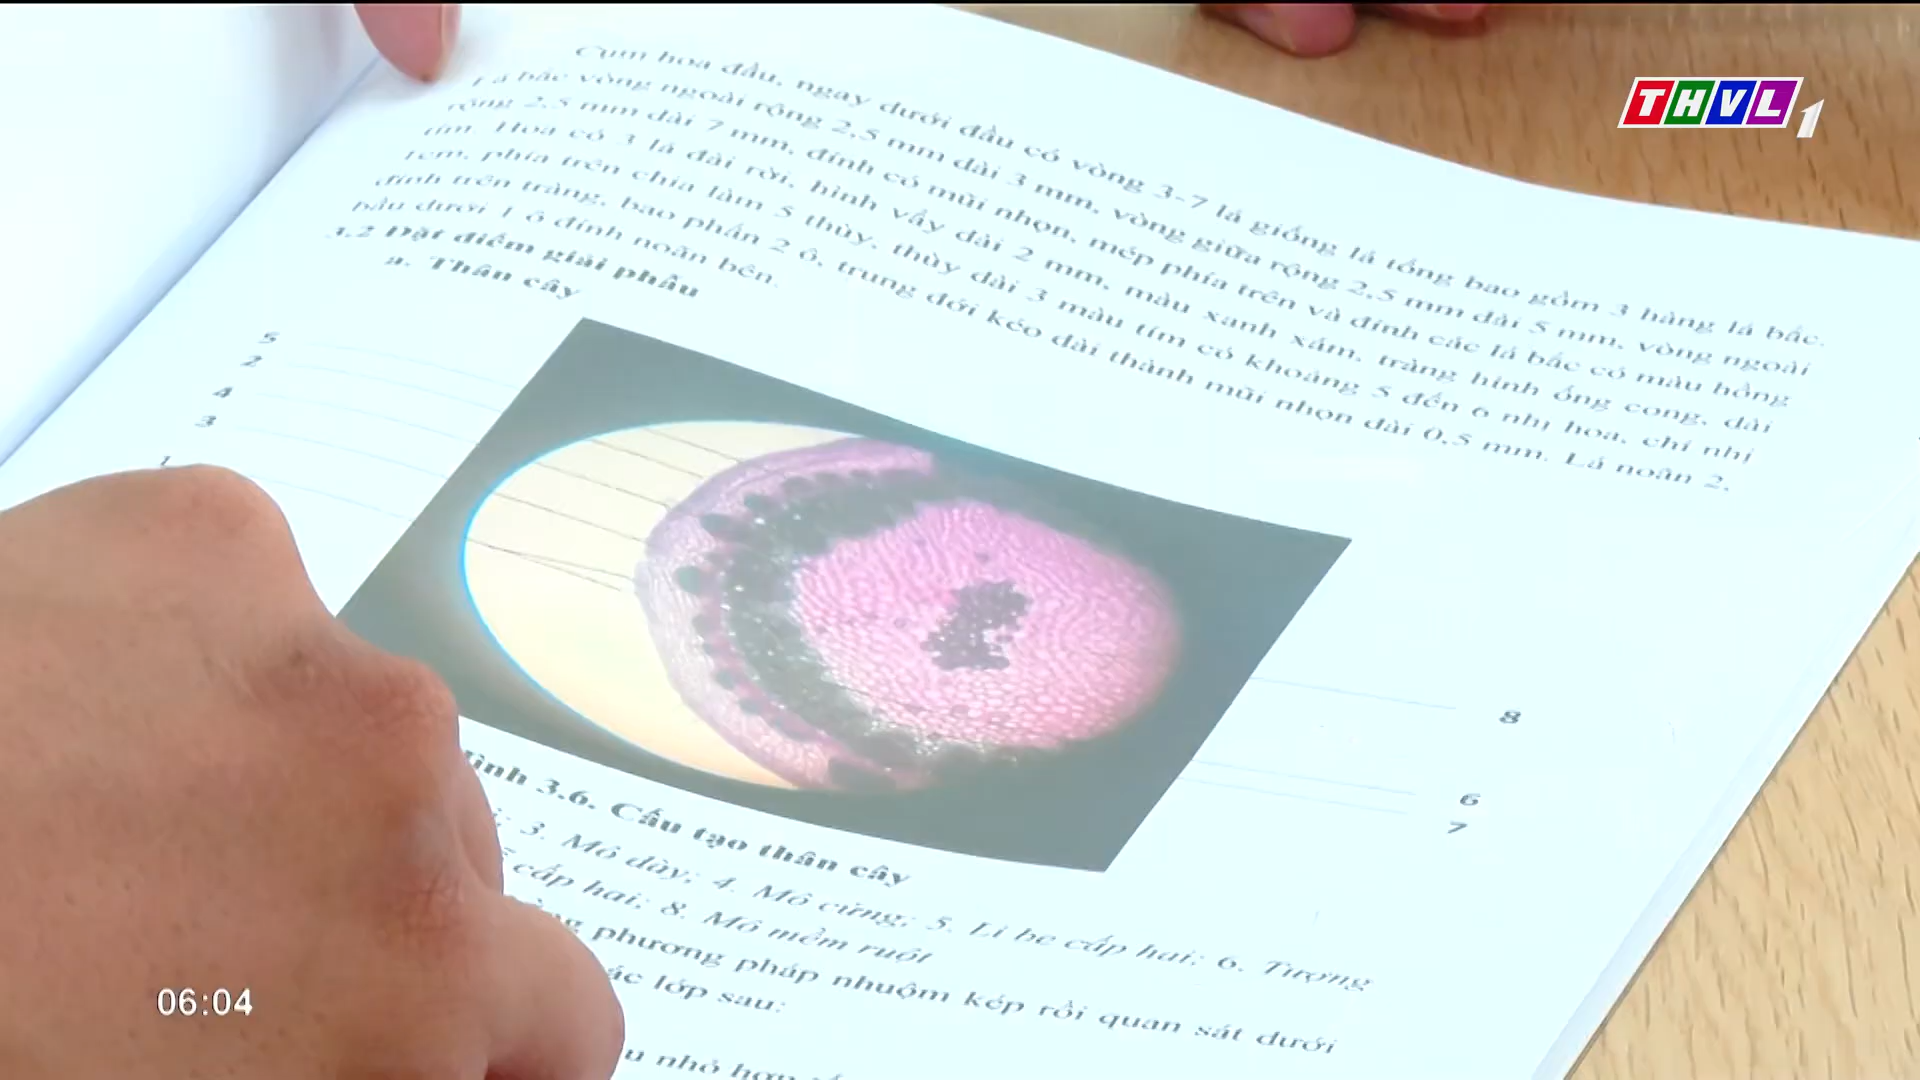 THVL1
Cụm hoa đầu, ngay dưới đầu có vòng 3-7 lá giống lá tổng bao gồm 3 hàng lá bắc.
Lá bắc vòng ngoài rộng 2,5 mm dài 3 mm, vòng giữa rộng 2,5 mm dài 5 mm, vòng ngoài
rộng 2,5 mm dài 7 mm, đỉnh có mũi nhọn, mép phía trên và đỉnh các lá bắc có màu hồng
tím. Hoa có 3 lá đài rời, hình vẩy dài 2 mm, màu xanh xám, tràng hình ống cong, dài
1cm, phía trên chia làm 5 thùy, thùy dài 3 màu tím có khoảng 5 đến 6 nhị hoa, chỉ nhị
đính trên tràng, bao phấn 2 ô, trung đới kéo dài thành mũi nhọn dài 0,5 mm. Lá noãn 2,
bầu dưới 1 ô đính noãn bên.
3.2 Đặt điểm giải phẫu
a. Thân cây
5
2
4
3
1
8
6
7
Hình 3.6. Cấu tạo thân cây
3. Mô dày; 4. Mô cứng; 5. Li be cấp hai; 6. Tượng
cấp hai; 8. Mô mềm ruột
phương pháp nhuộm kép rồi quan sát dưới
lớp sau:
nhỏ hơn
06:04